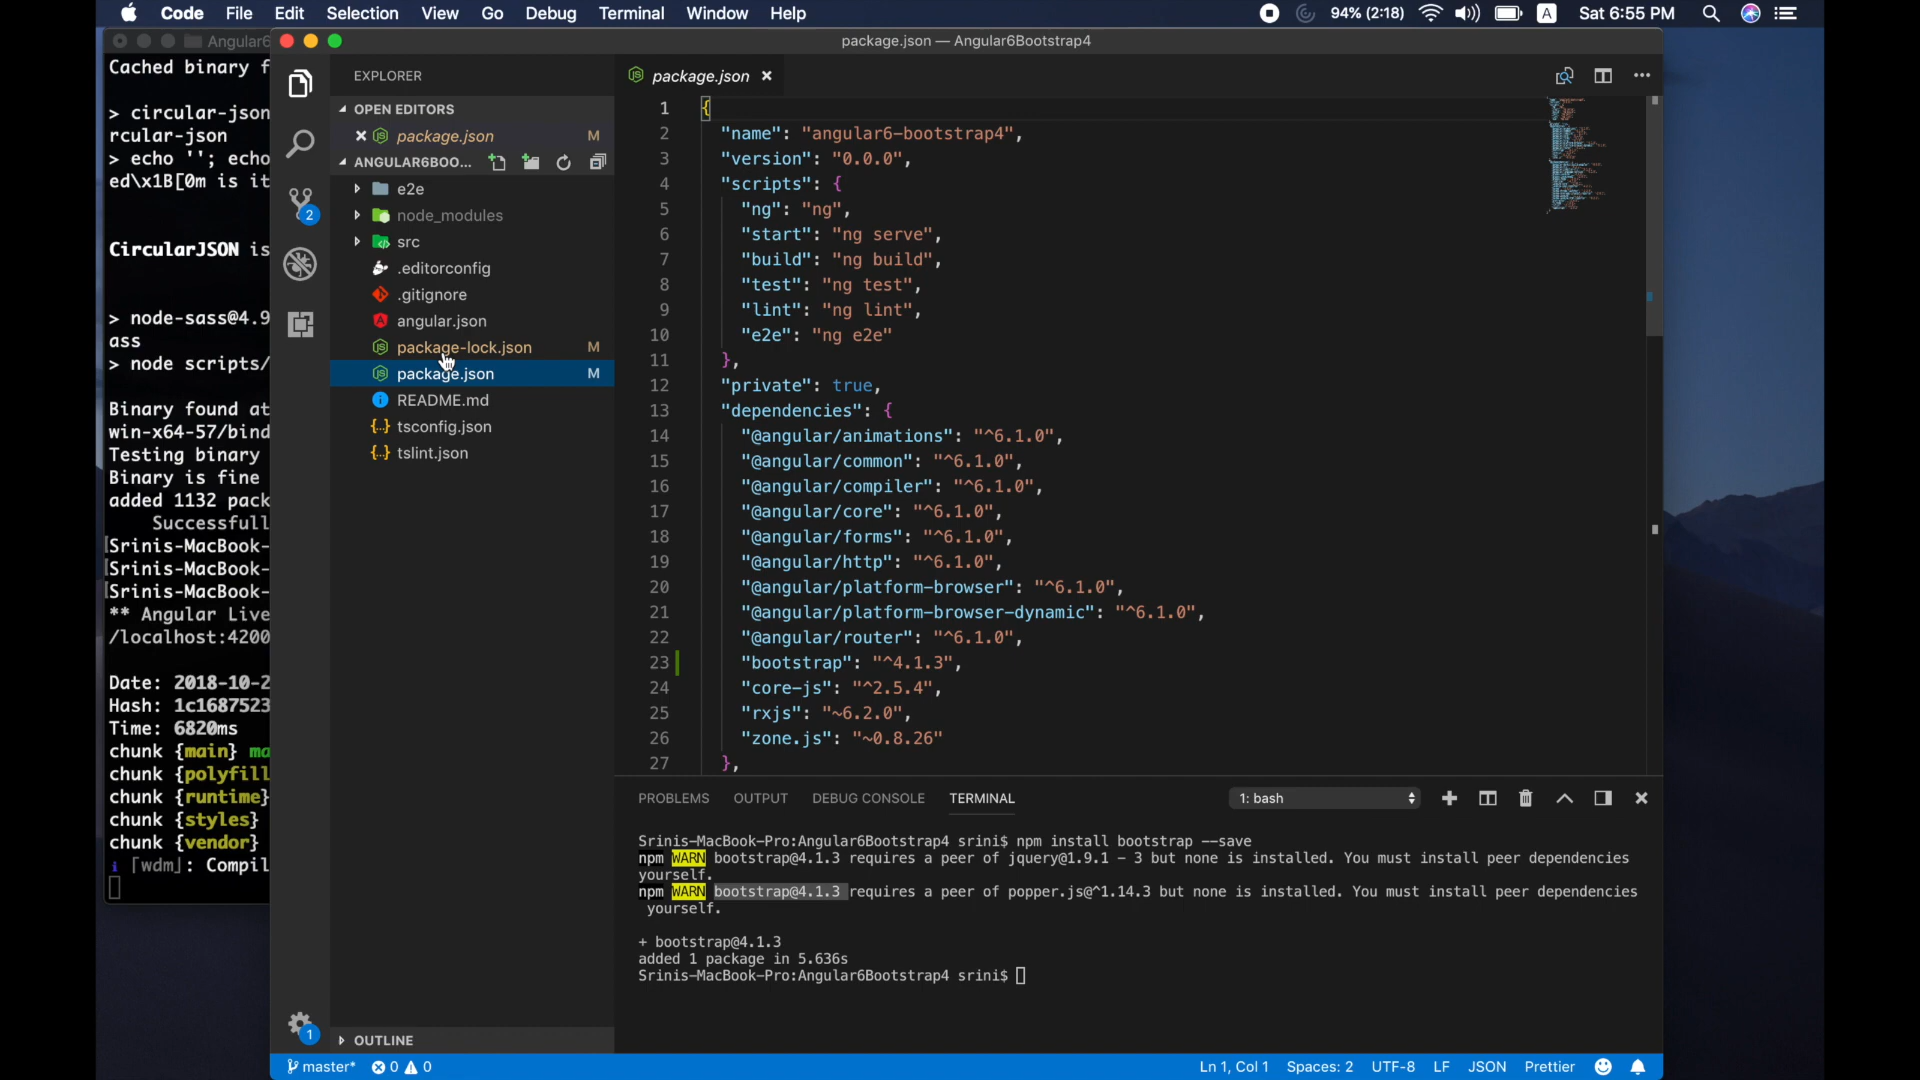 Code File Edit Selection View Go Debug Terminal Window Help
94% (2:18) A Sat 6:55 PM
Angular6
Cached binary f
> circular-json
rcular-json
> echo ''; echo
ed\x1B[0m is it
CircularJSON is
> node-sass@4.9
ass
> node scripts/
Binary found at
win-x64-57/bind
Testing binary
Binary is fine
added 1132 pack
Successfull
[Srinis-MacBook-
[Srinis-MacBook-
[Srinis-MacBook-
** Angular Live
/localhost:4200
Date: 2018-10-2
Hash: 1c1687523
Time: 6820ms
chunk {main} ma
chunk {polyfill
chunk {runtime}
chunk {styles}
chunk {vendor}
i ｢wdm｣: Compil
package.json — Angular6Bootstrap4
EXPLORER
OPEN EDITORS
package.json M
ANGULAR6BOO...
e2e
node_modules
src
.editorconfig
.gitignore
angular.json
package-lock.json M
package.json M
README.md
tsconfig.json
tslint.json
OUTLINE
2
1
package.json
1 {
2 "name": "angular6-bootstrap4",
3 "version": "0.0.0",
4 "scripts": {
5 "ng": "ng",
6 "start": "ng serve",
7 "build": "ng build",
8 "test": "ng test",
9 "lint": "ng lint",
10 "e2e": "ng e2e"
11 },
12 "private": true,
13 "dependencies": {
14 "@angular/animations": "^6.1.0",
15 "@angular/common": "^6.1.0",
16 "@angular/compiler": "^6.1.0",
17 "@angular/core": "^6.1.0",
18 "@angular/forms": "^6.1.0",
19 "@angular/http": "^6.1.0",
20 "@angular/platform-browser": "^6.1.0",
21 "@angular/platform-browser-dynamic": "^6.1.0",
22 "@angular/router": "^6.1.0",
23 "bootstrap": "^4.1.3",
24 "core-js": "^2.5.4",
25 "rxjs": "~6.2.0",
26 "zone.js": "~0.8.26"
27 },
PROBLEMS OUTPUT DEBUG CONSOLE TERMINAL 1: bash
Srinis-MacBook-Pro:Angular6Bootstrap4 srini$ npm install bootstrap --save
npm WARN bootstrap@4.1.3 requires a peer of jquery@1.9.1 - 3 but none is installed. You must install peer dependencies
yourself.
npm WARN bootstrap@4.1.3 requires a peer of popper.js@^1.14.3 but none is installed. You must install peer dependencies
yourself.
+ bootstrap@4.1.3
added 1 package in 5.636s
Srinis-MacBook-Pro:Angular6Bootstrap4 srini$
master* 0 0 Ln 1, Col 1 Spaces: 2 UTF-8 LF JSON Prettier